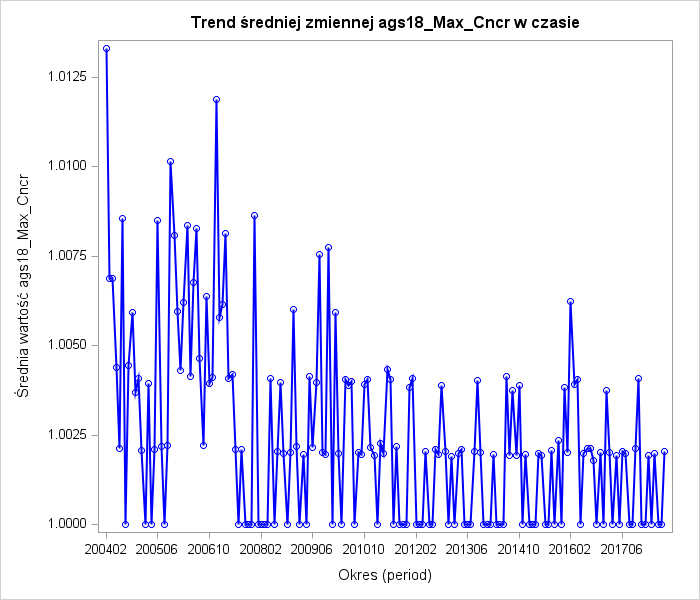 Trend średniej zmiennej ags18_Max_Cncr w czasie
Średnia wartość ags18_Max_Cncr
1.0125
1.0100
1.0075
1.0050
1.0025
1.0000
200402 200506 200610 200802 200906 201010 201202 201306 201410 201602 201706
Okres (period)